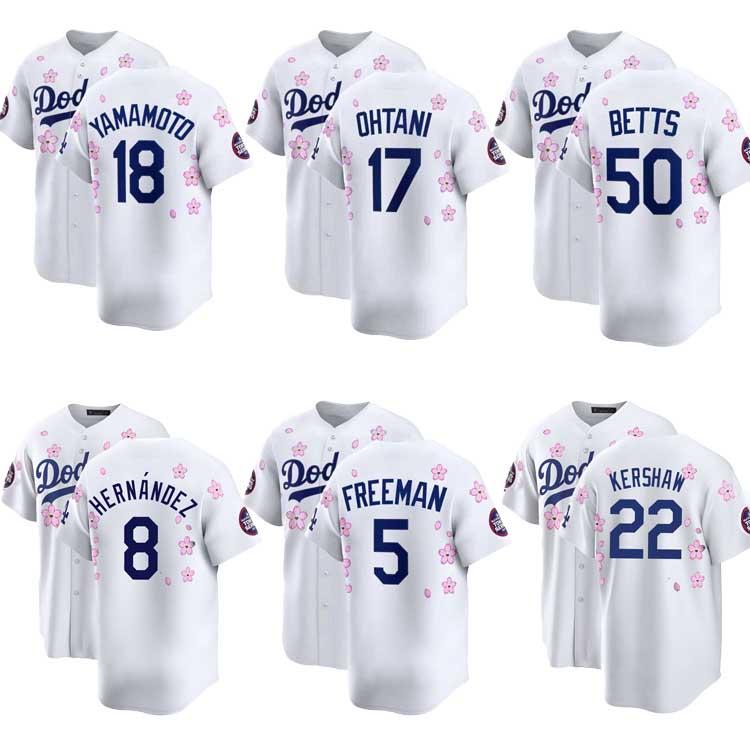 Dod
YAMAMOTO
18
Dod
OHTANI
17
Dod
BETTS
50
Dod
HERNÁNDEZ
8
Dod
FREEMAN
5
Dod
KERSHAW
22